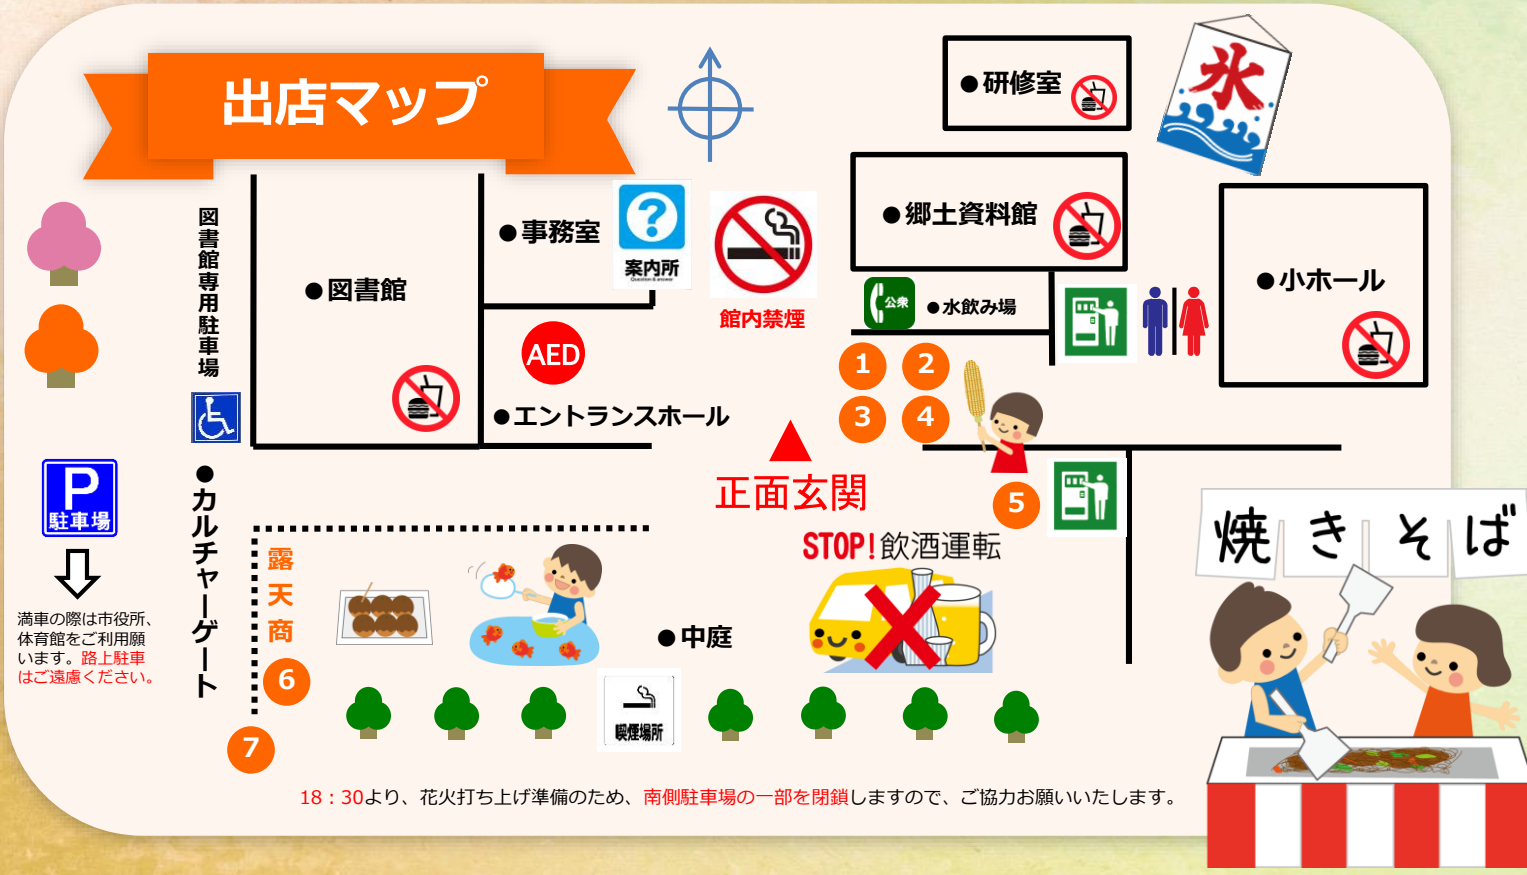 出店マップ
●研修室
氷
図書館専用駐車場
●事務室
?
案内所
Question & answer
●郷土資料館
●図書館
館内禁煙
公衆
●水飲み場
●小ホール
AED
1
2
3
4
●エントランスホール
正面玄関
P
駐車場
●カルチャーゲート
5
満車の際は市役所、
体育館をご利用願
います。路上駐車
はご遠慮ください。
露天商
STOP!飲酒運転
焼きそば
●中庭
6
喫煙場所
7
18：30より、花火打ち上げ準備のため、南側駐車場の一部を閉鎖しますので、ご協力お願いいたします。